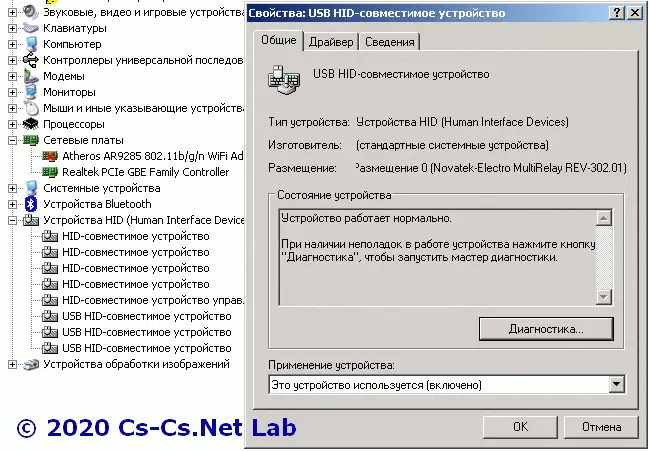 Звуковые, видео и игровые устройства
Клавиатуры
Компьютер
Контроллеры универсальной последов
Модемы
Мониторы
Мыши и иные указывающие устройства
Процессоры
Сетевые платы
Atheros AR9285 802.11b/g/n WiFi Ad
Realtek PCIe GBE Family Controller
Системные устройства
Устройства Bluetooth
Устройства HID (Human Interface Device
HID-совместимое устройство
HID-совместимое устройство
HID-совместимое устройство
HID-совместимое устройство
HID-совместимое устройство управ
USB HID-совместимое устройство
USB HID-совместимое устройство
USB HID-совместимое устройство
Устройства обработки изображений
Свойства: USB HID-совместимое устройство
Общие Драйвер Сведения
USB HID-совместимое устройство
Тип устройства: Устройства HID (Human Interface Devices)
Изготовитель: (стандартные системные устройства)
Размещение: Размещение 0 (Novatek-Electro MultiRelay REV-302.01)
Состояние устройства
Устройство работает нормально.
При наличии неполадок в работе устройства нажмите кнопку
"Диагностика", чтобы запустить мастер диагностики.
Диагностика...
Применение устройства:
Это устройство используется (включено)
OK Отмена
© 2020 Cs-Cs.Net Lab